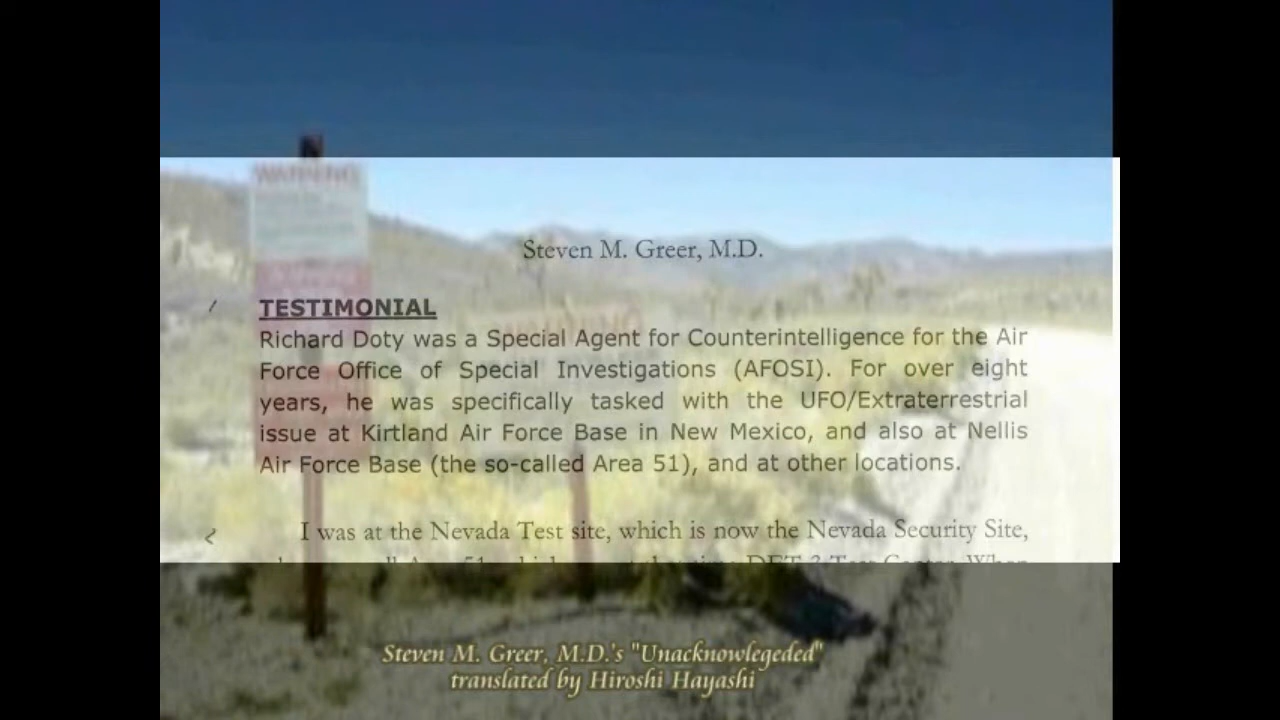 WARNING
Steven M. Greer, M.D.
TESTIMONIAL
Richard Doty was a Special Agent for Counterintelligence for the Air
Force Office of Special Investigations (AFOSI). For over eight
years, he was specifically tasked with the UFO/Extraterrestrial
issue at Kirtland Air Force Base in New Mexico, and also at Nellis
Air Force Base (the so-called Area 51), and at other locations.
I was at the Nevada Test site, which is now the Nevada Security Site,
Steven M. Greer, M.D.'s "Unacknowlegeded"
translated by Hiroshi Hayashi